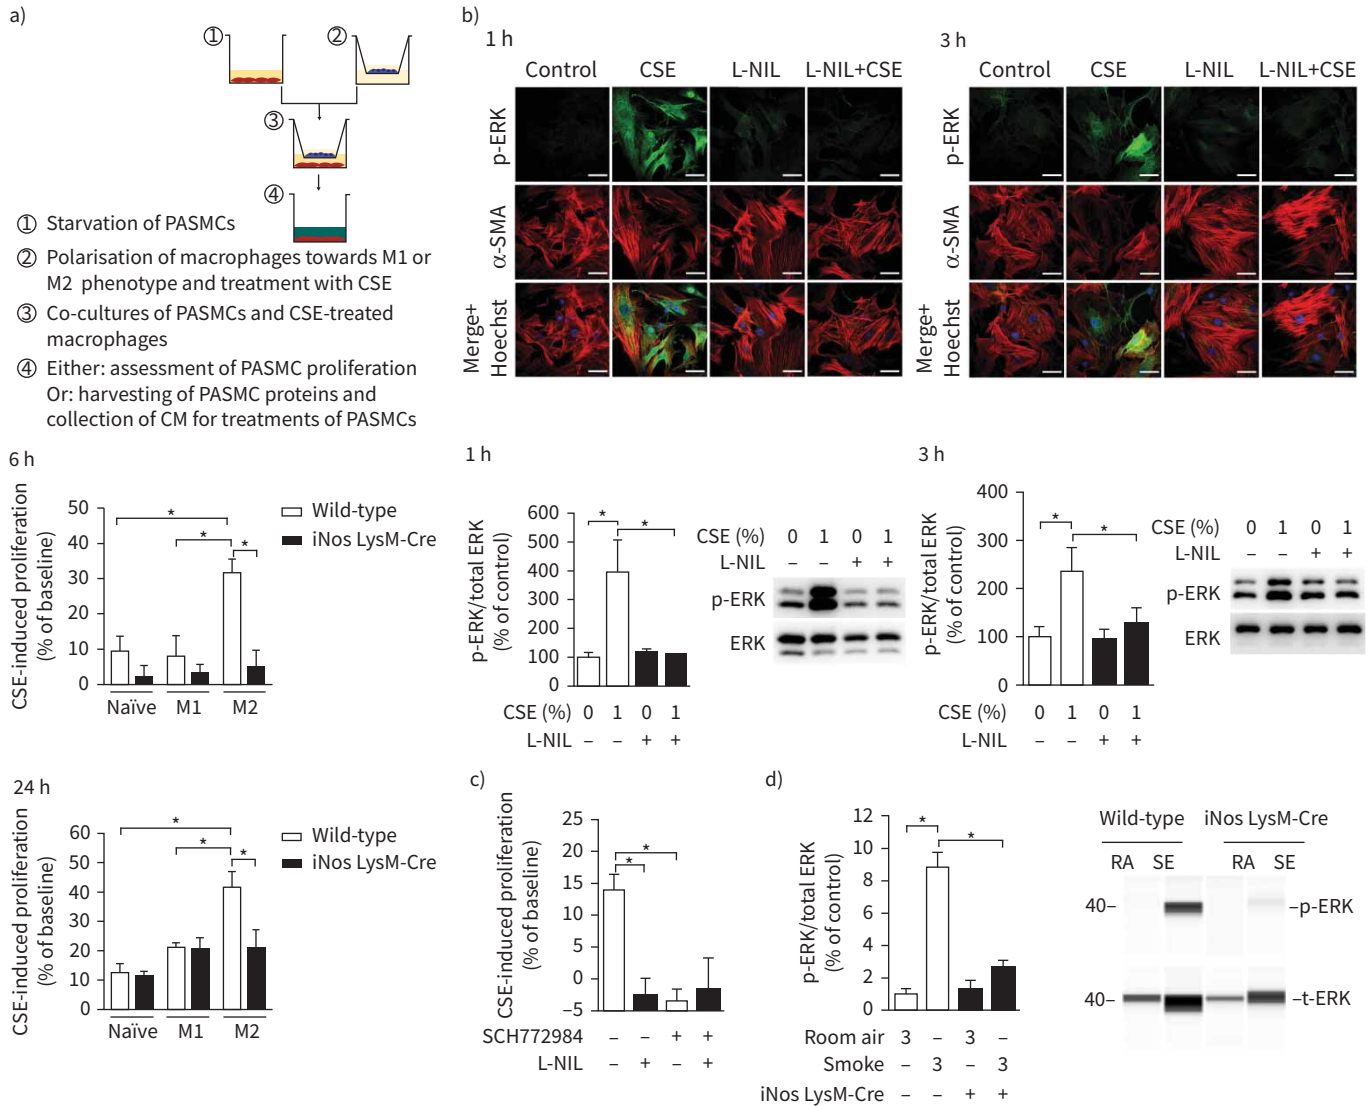 a)
①
②
③
④
① Starvation of PASMCs
② Polarisation of macrophages towards M1 or
M2 phenotype and treatment with CSE
③ Co-cultures of PASMCs and CSE-treated
macrophages
④ Either: assessment of PASMC proliferation
Or: harvesting of PASMC proteins and
collection of CM for treatments of PASMCs
6 h
CSE-induced proliferation
(% of baseline)
50
40
30
20
10
0
*
*
*
Naïve M1 M2
Wild-type
iNos LysM-Cre
24 h
CSE-induced proliferation
(% of baseline)
60
50
40
30
20
10
0
*
*
*
Naïve M1 M2
Wild-type
iNos LysM-Cre
b)
1 h
Control CSE L-NIL L-NIL+CSE
p-ERK
α-SMA
Merge+
Hoechst
3 h
Control CSE L-NIL L-NIL+CSE
p-ERK
α-SMA
Merge+
Hoechst
1 h
p-ERK/total ERK
(% of control)
600
500
400
300
200
100
0
*
*
CSE (%) 0 1 0 1
L-NIL – – + +
CSE (%) 0 1 0 1
L-NIL – – + +
p-ERK
ERK
3 h
p-ERK/total ERK
(% of control)
400
300
200
100
0
*
*
CSE (%) 0 1 0 1
L-NIL – – + +
CSE (%) 0 1 0 1
L-NIL – – + +
p-ERK
ERK
c)
CSE-induced proliferation
(% of baseline)
25
20
15
10
5
0
–5
*
*
SCH772984 – – + +
L-NIL – + – +
d)
p-ERK/total ERK
(% of control)
12
10
8
6
4
2
0
*
*
Room air 3 – 3 –
Smoke – 3 – 3
iNos LysM-Cre – – + +
Wild-type iNos LysM-Cre
RA SE RA SE
40– –p-ERK
40– –t-ERK